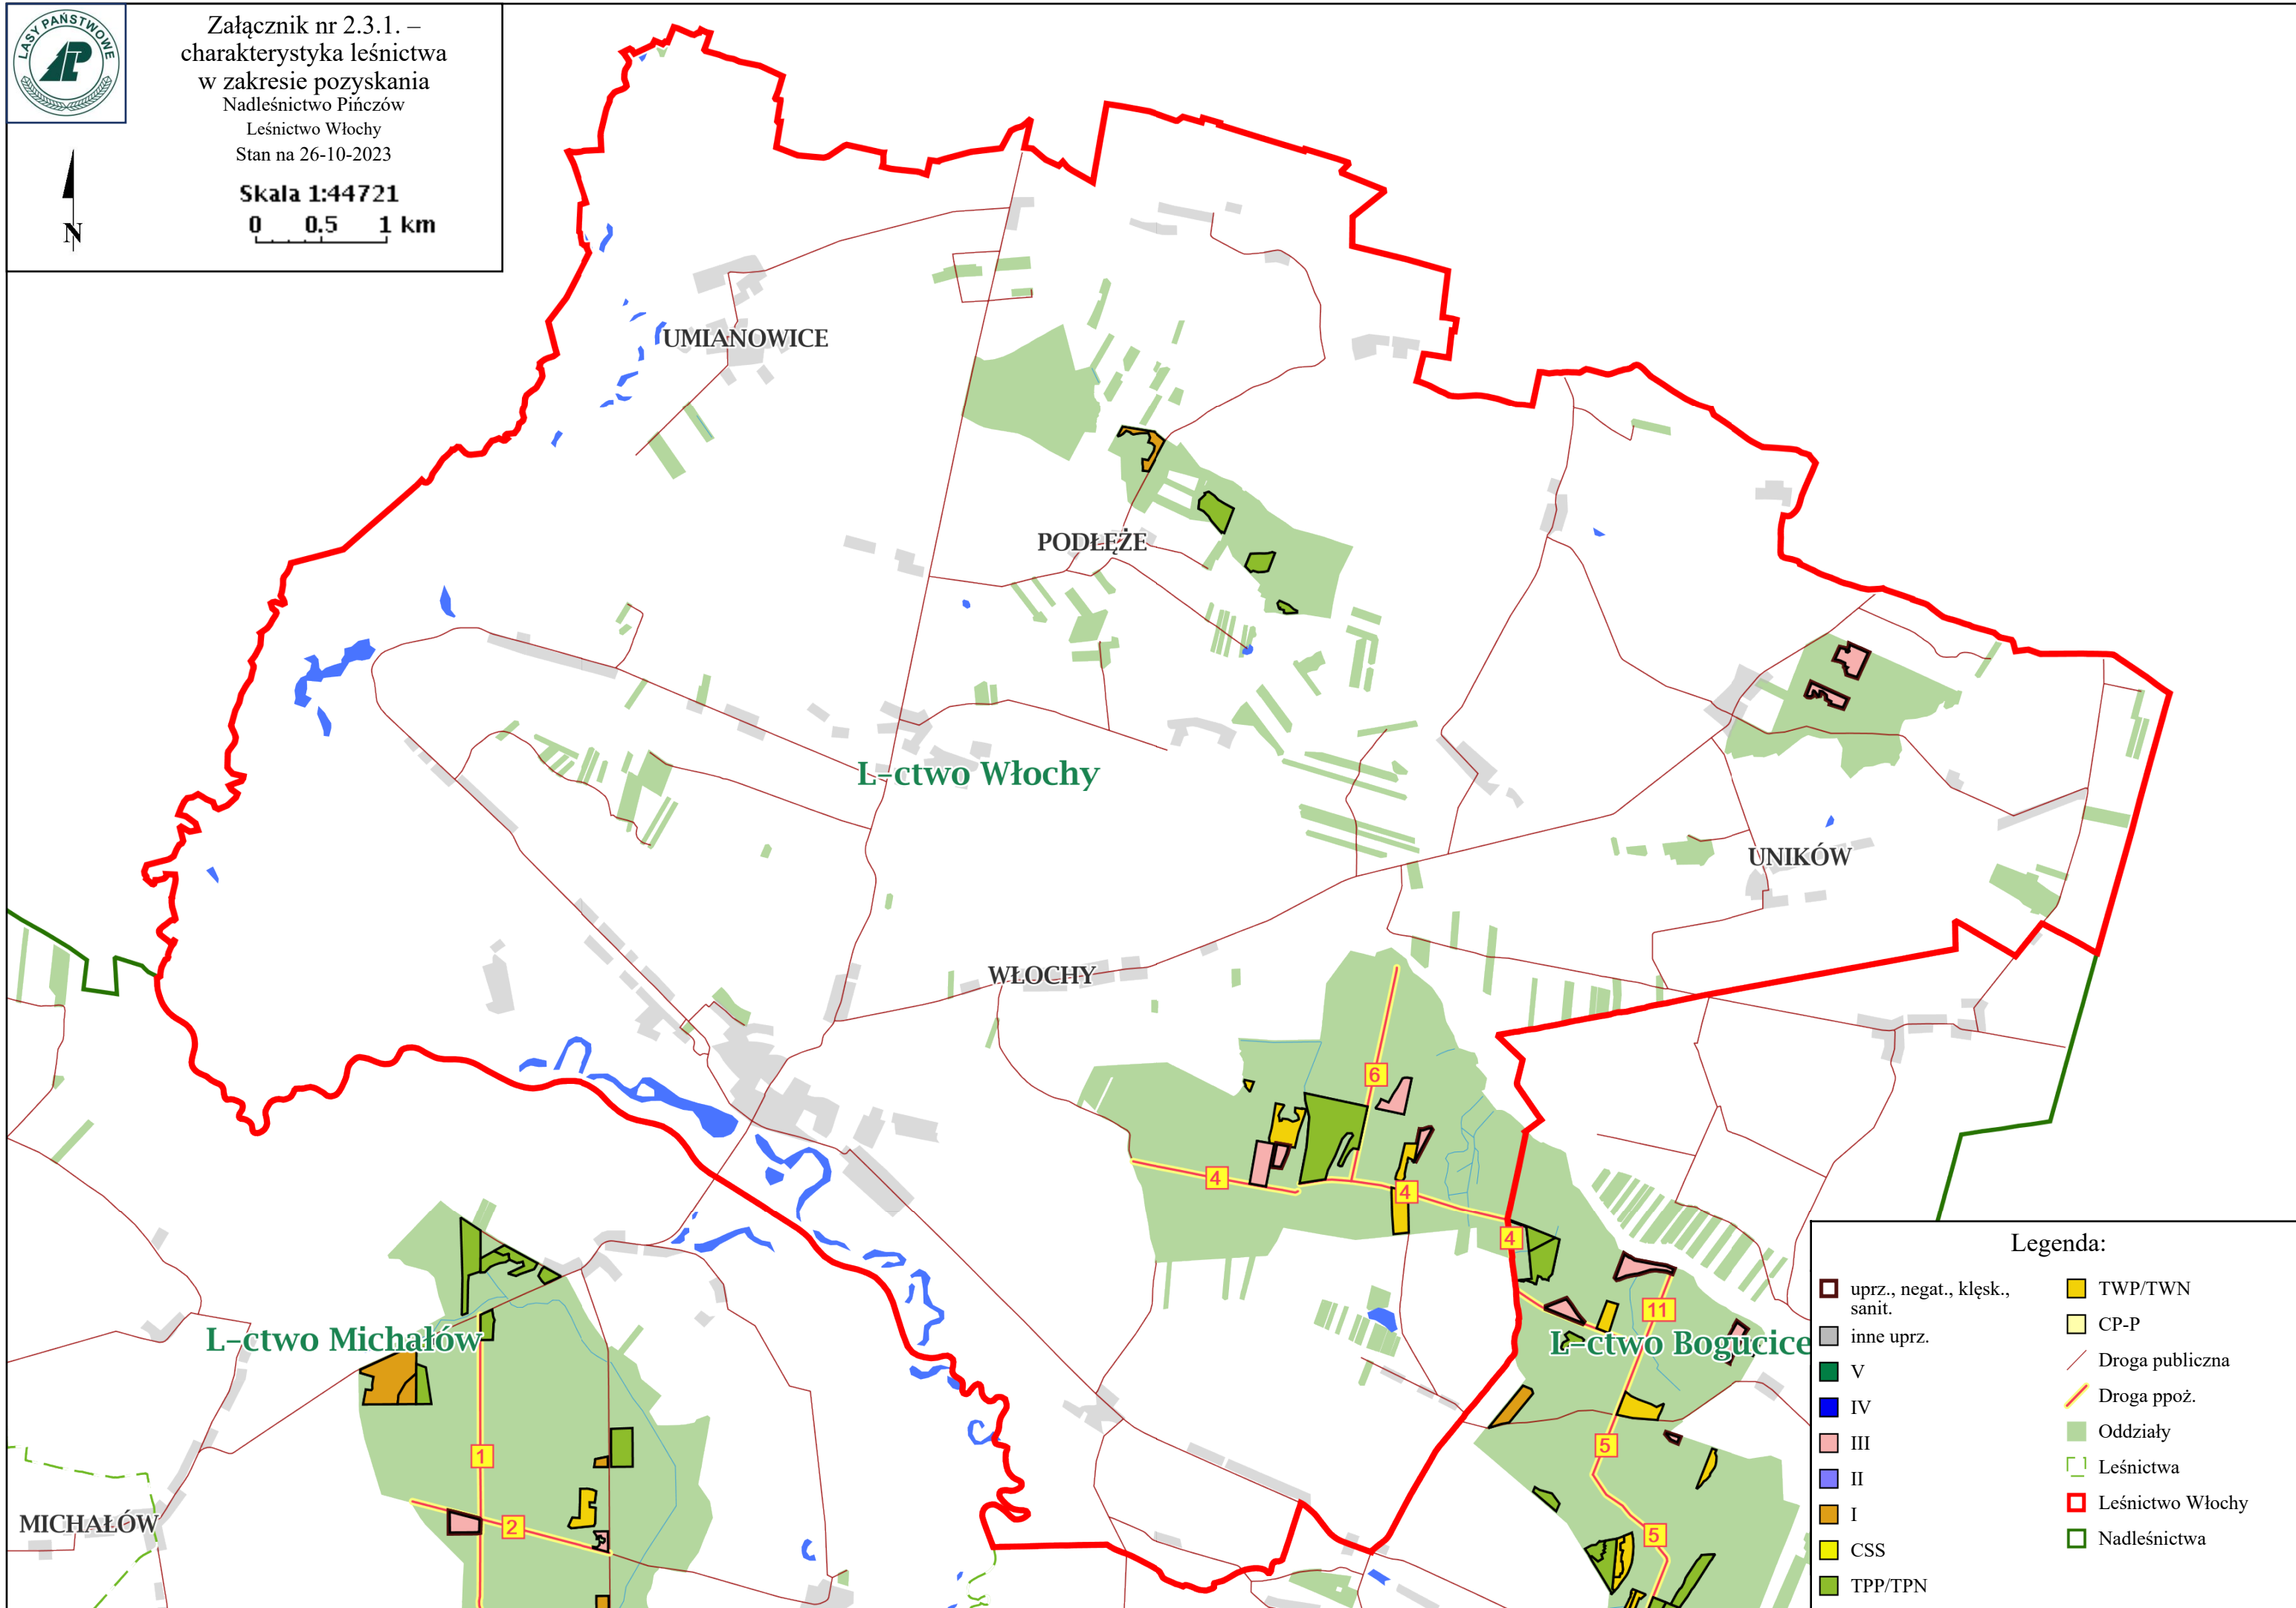 LASY PAŃSTWOWE
Załącznik nr 2.3.1. –
charakterystyka leśnictwa
w zakresie pozyskania
Nadleśnictwo Pińczów
Leśnictwo Włochy
Stan na 26-10-2023
Skala 1:44721
0 0.5 1 km
N
UMIANOWICE
PODŁĘŻE
L-ctwo Włochy
UNIKÓW
WŁOCHY
6
4
4
4
11
L-ctwo Michałów
L-ctwo Bogucice
5
1
2
MICHAŁÓW
5
Legenda:
uprz., negat., klęsk.,
sanit.
inne uprz.
V
IV
III
II
I
CSS
TPP/TPN
TWP/TWN
CP-P
Droga publiczna
Droga ppoż.
Oddziały
Leśnictwa
Leśnictwo Włochy
Nadleśnictwa